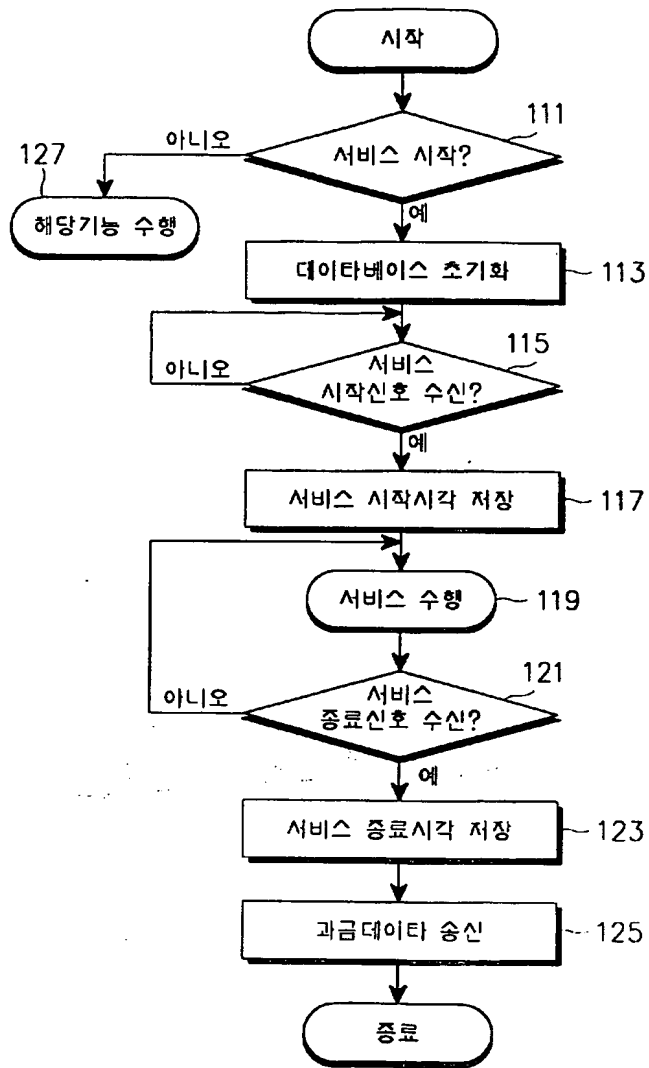 시작
111
서비스 시작?
아니오
127
해당기능 수행
예
데이타베이스 초기화
113
115
서비스
시작신호 수신?
아니오
예
서비스 시작시각 저장
117
서비스 수행
119
121
서비스
종료신호 수신?
아니오
예
서비스 종료시각 저장
123
과금데이타 송신
125
종료